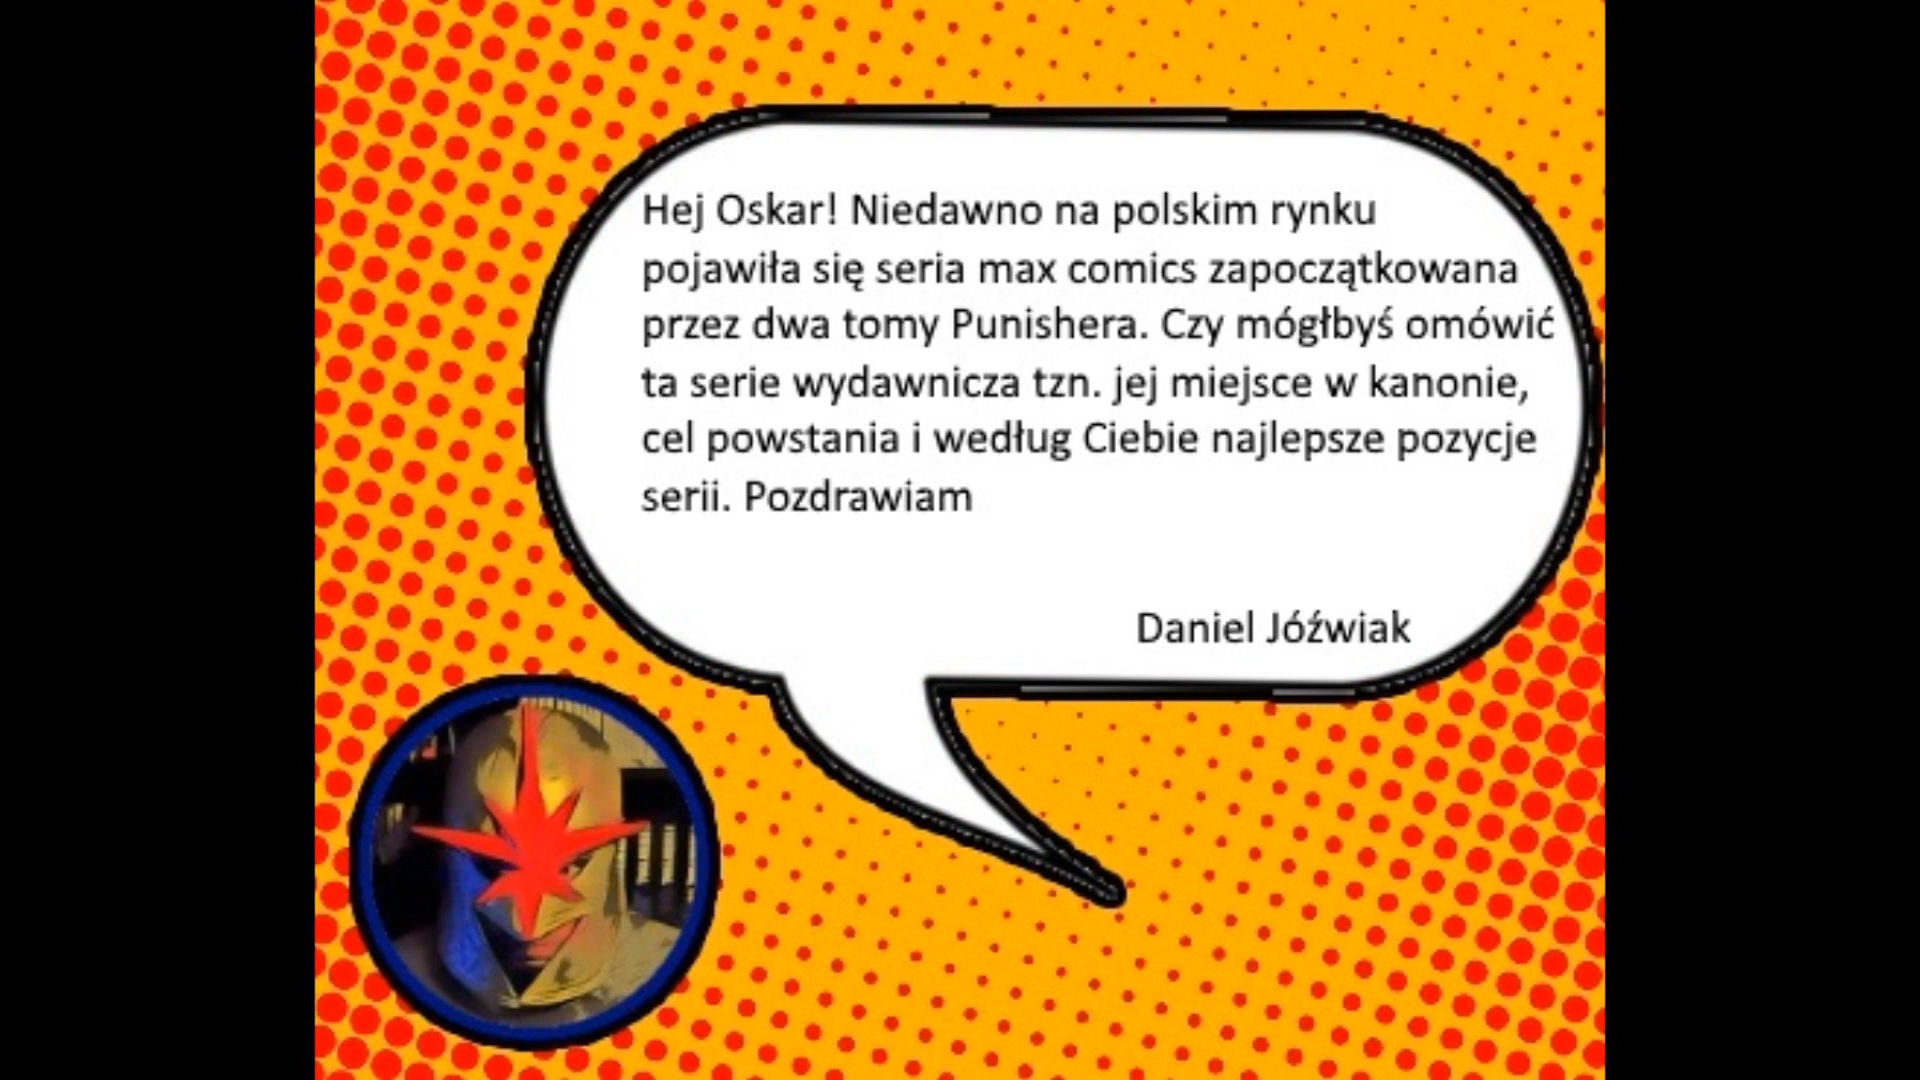 Hej Oskar! Niedawno na polskim rynku
pojawiła się seria max comics zapoczątkowana
przez dwa tomy Punishera. Czy mógłbyś omówić
ta serie wydawnicza tzn. jej miejsce w kanonie,
cel powstania i według Ciebie najlepsze pozycje
serii. Pozdrawiam
Daniel Jóźwiak